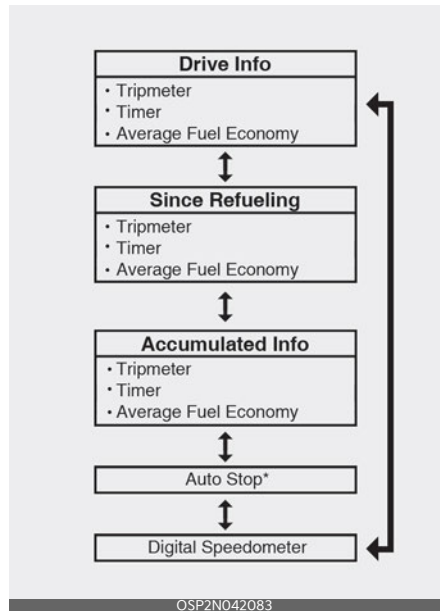 Drive Info
· Tripmeter
· Timer
· Average Fuel Economy
Since Refueling
· Tripmeter
· Timer
· Average Fuel Economy
Accumulated Info
· Tripmeter
· Timer
· Average Fuel Economy
Auto Stop*
Digital Speedometer
OSP2N042083